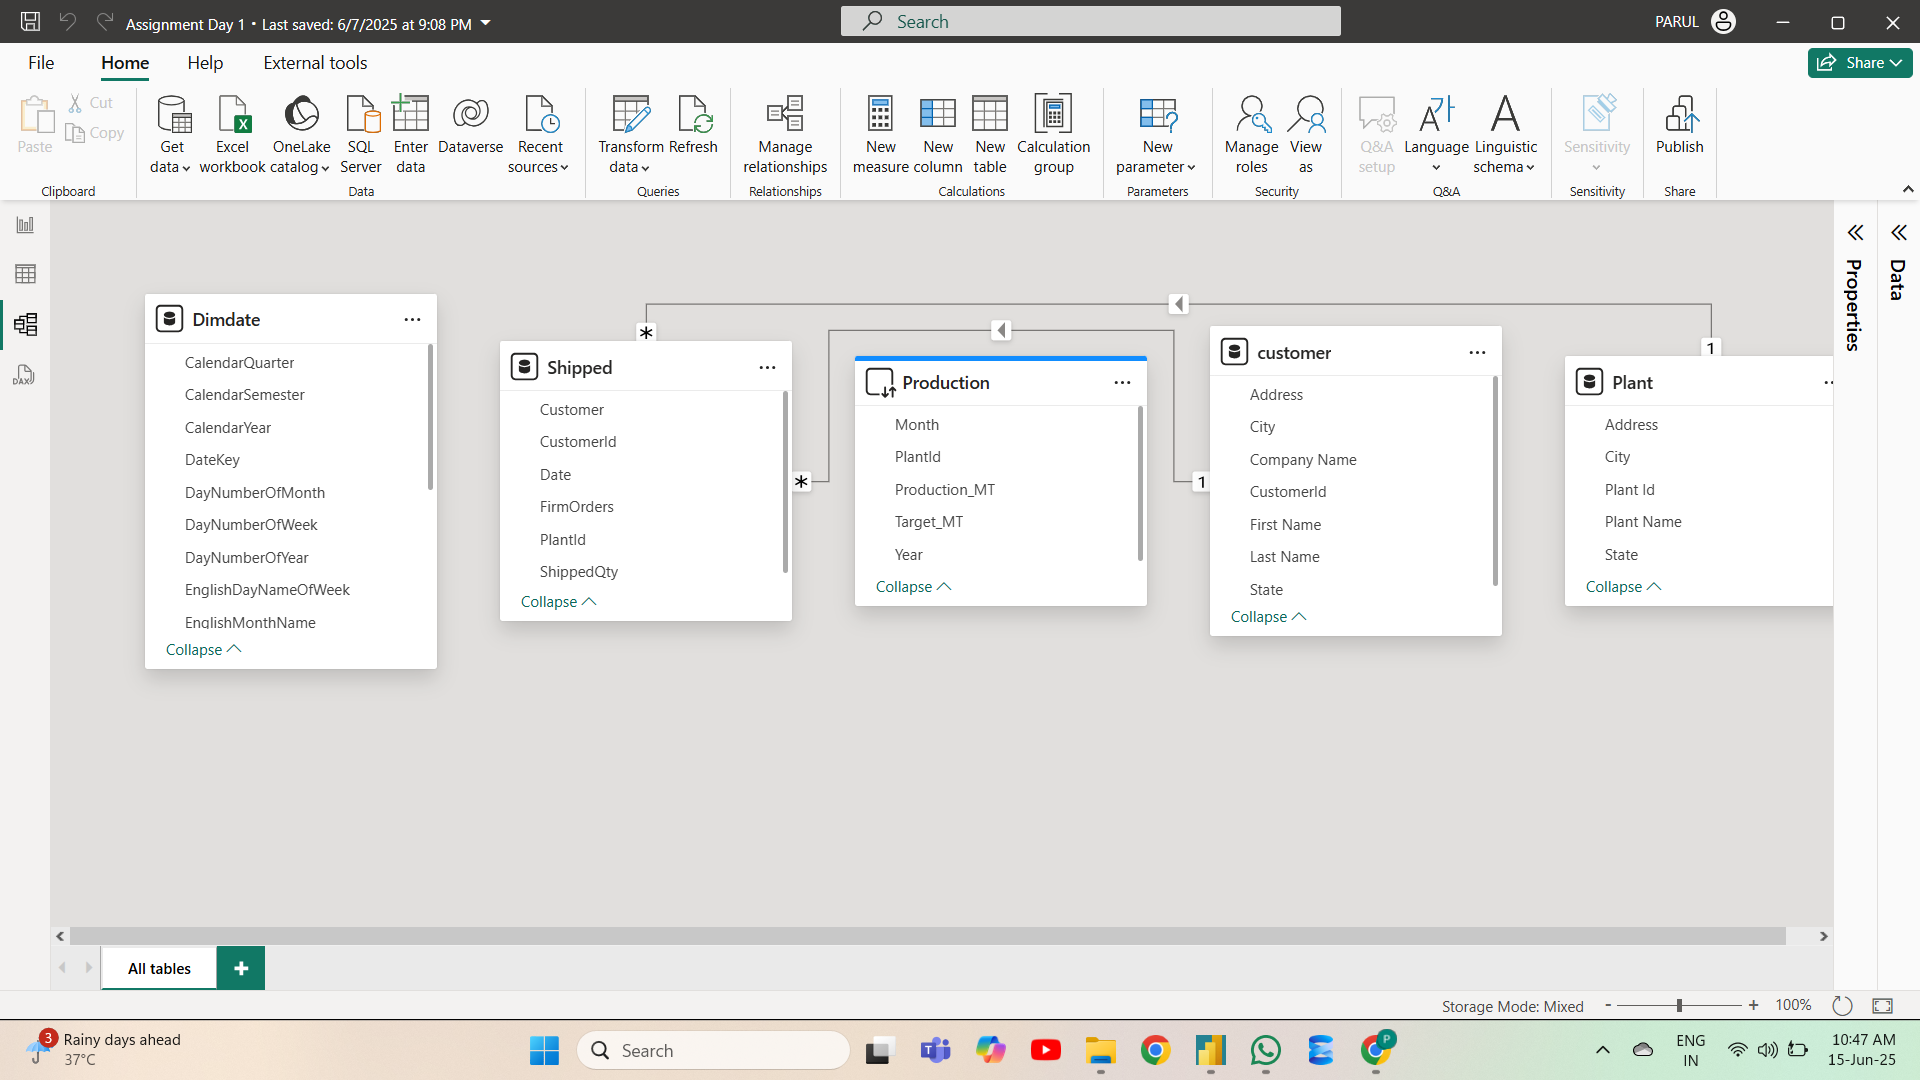 Assignment Day 1 • Last saved: 6/7/2025 at 9:08 PM
Search
PARUL
File
Home
Help
External tools
Share
Paste
Cut
Copy
Clipboard
Get data
Excel workbook
OneLake catalog
SQL Server
Enter data
Dataverse
Recent sources
Data
Transform data
Refresh
Queries
Manage relationships
Relationships
New measure
New column
New table
Calculation group
Calculations
New parameter
Parameters
Manage roles
View as
Security
Q&A setup
Language
Linguistic schema
Q&A
Sensitivity
Sensitivity
Publish
Share
DAX
Dimdate
CalendarQuarter
CalendarSemester
CalendarYear
DateKey
DayNumberOfMonth
DayNumberOfWeek
DayNumberOfYear
EnglishDayNameOfWeek
EnglishMonthName
Collapse
*
Shipped
Customer
CustomerId
Date
FirmOrders
PlantId
ShippedQty
Collapse
*
Production
Month
PlantId
Production_MT
Target_MT
Year
Collapse
1
customer
Address
City
Company Name
CustomerId
First Name
Last Name
State
Collapse
1
Plant
Address
City
Plant Id
Plant Name
State
Collapse
Properties
Data
All tables
Storage Mode: Mixed
- + 100%
3
Rainy days ahead
37°C
Search
P
ENG
IN
10:47 AM
15-Jun-25